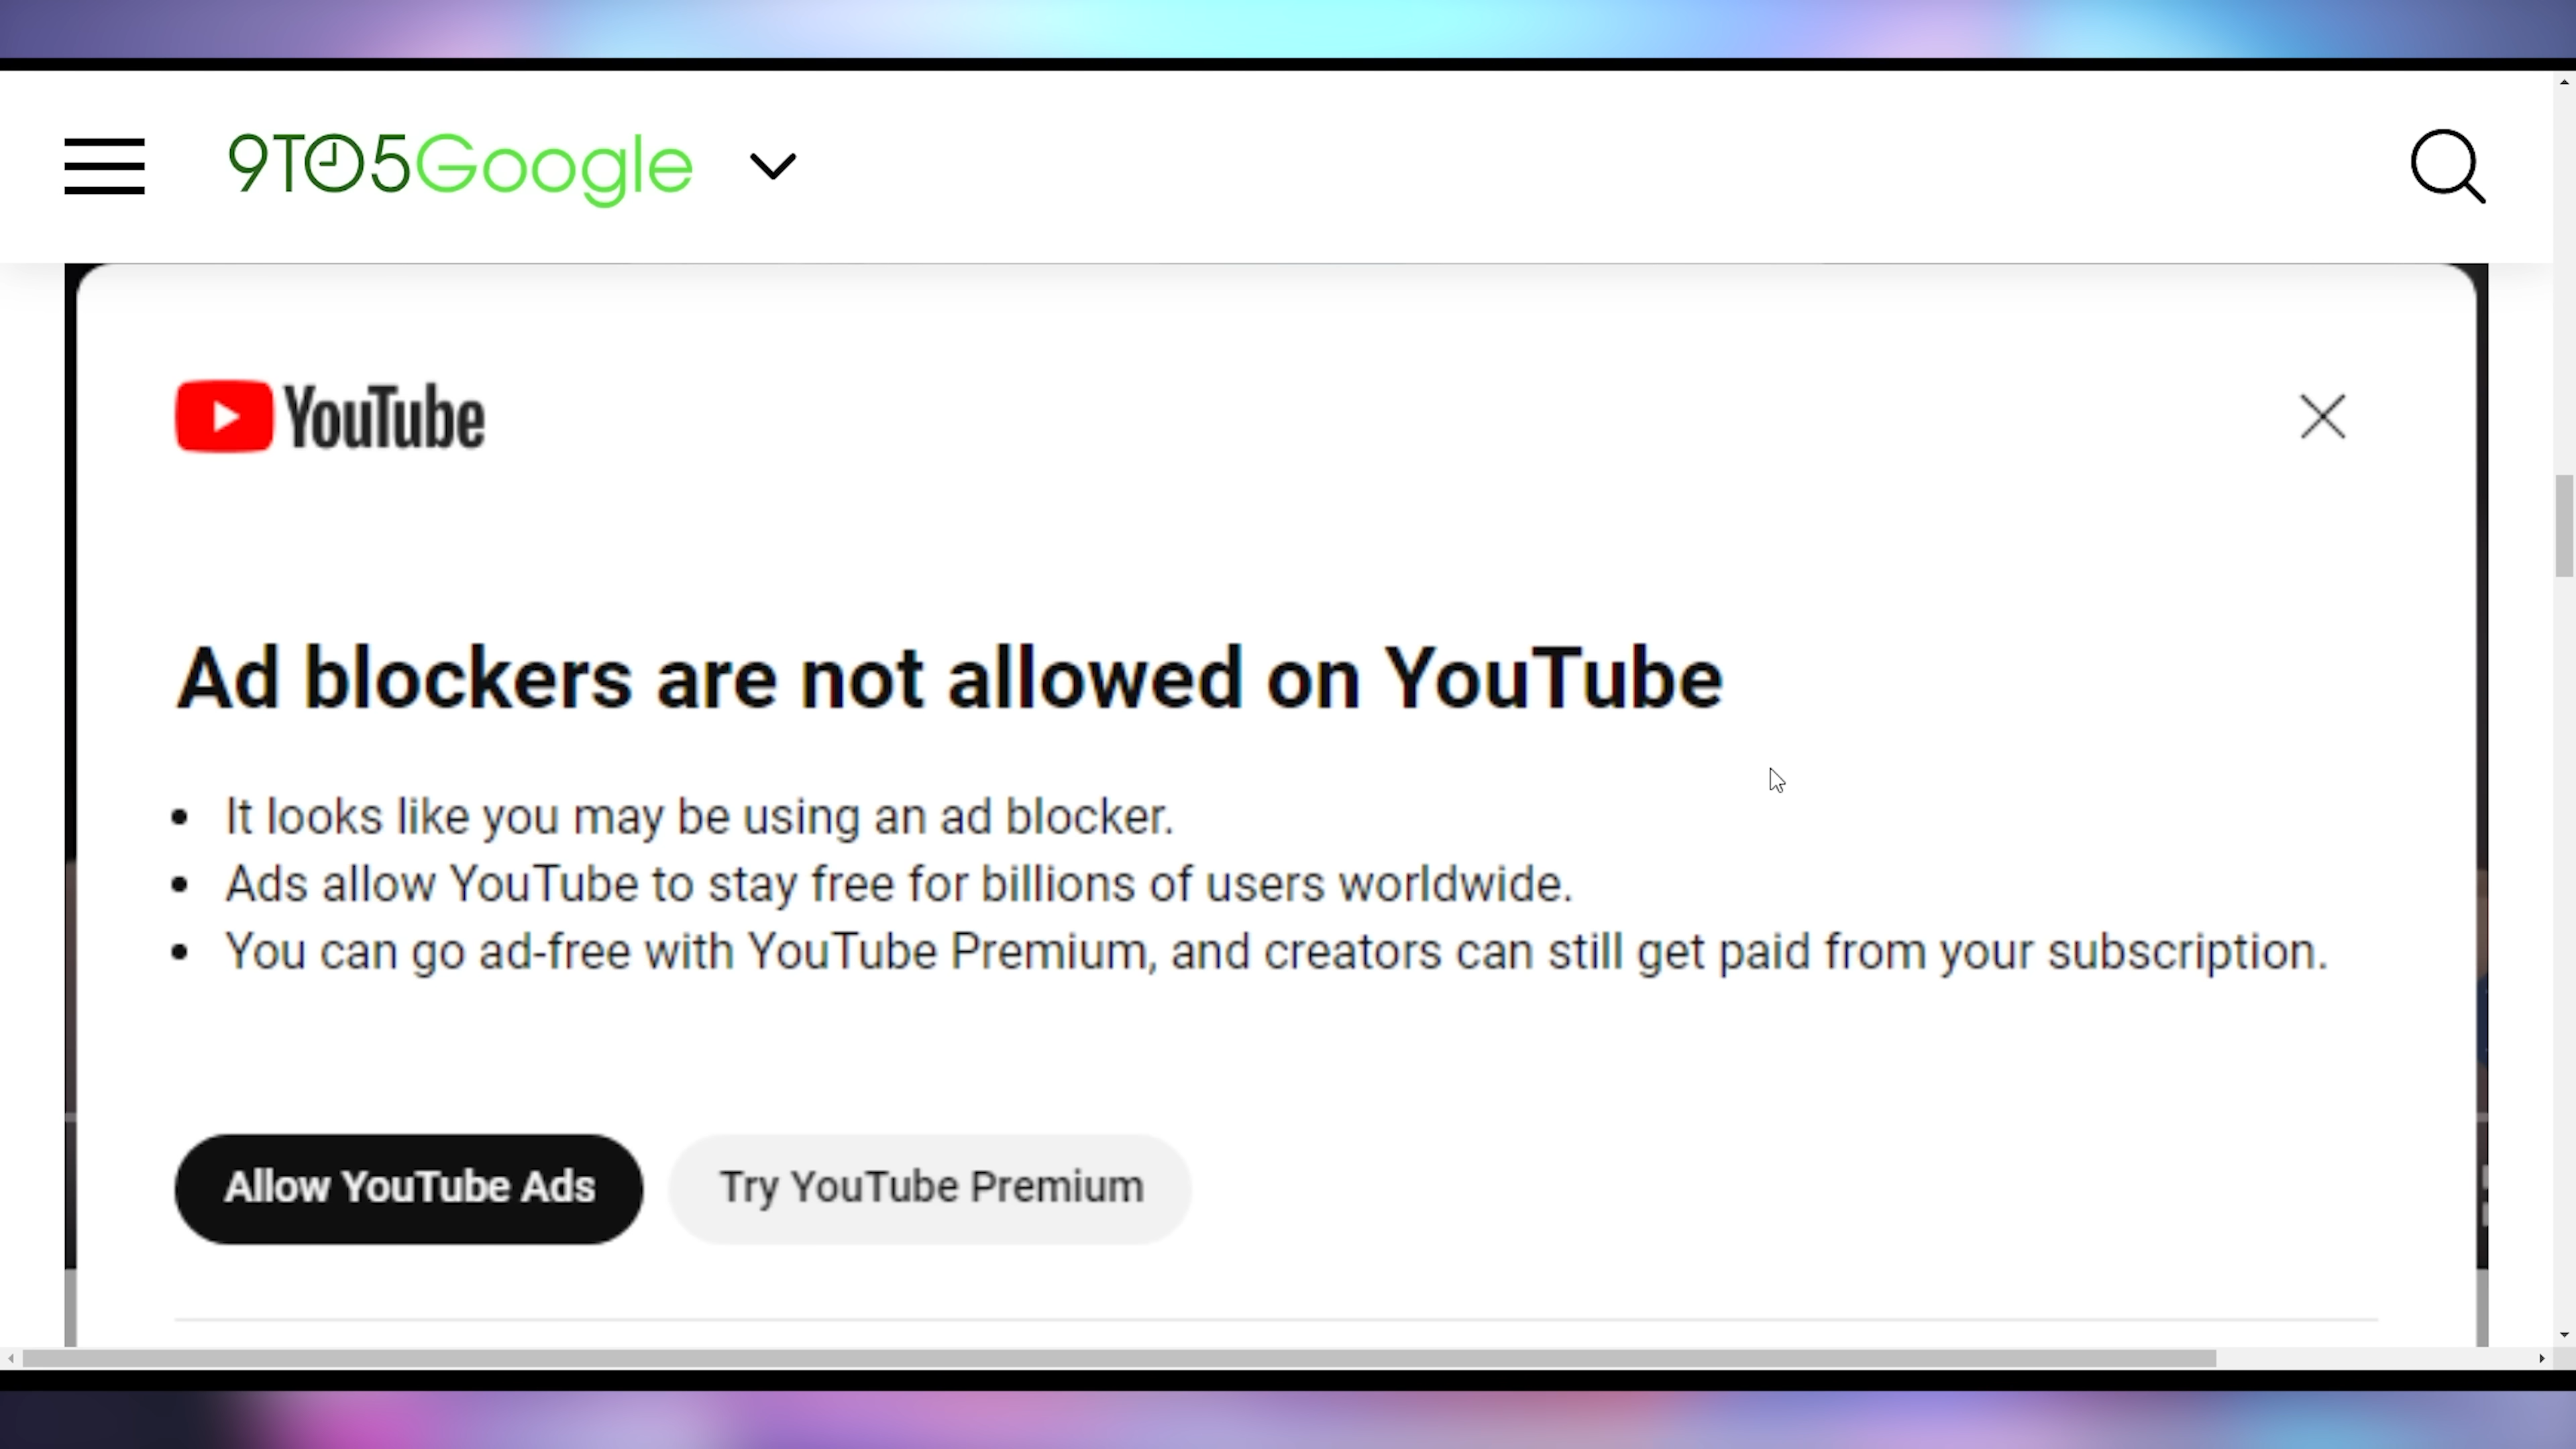 9TO5Google
YouTube
Ad blockers are not allowed on YouTube
• It looks like you may be using an ad blocker.
• Ads allow YouTube to stay free for billions of users worldwide.
• You can go ad-free with YouTube Premium, and creators can still get paid from your subscription.
Allow YouTube Ads Try YouTube Premium